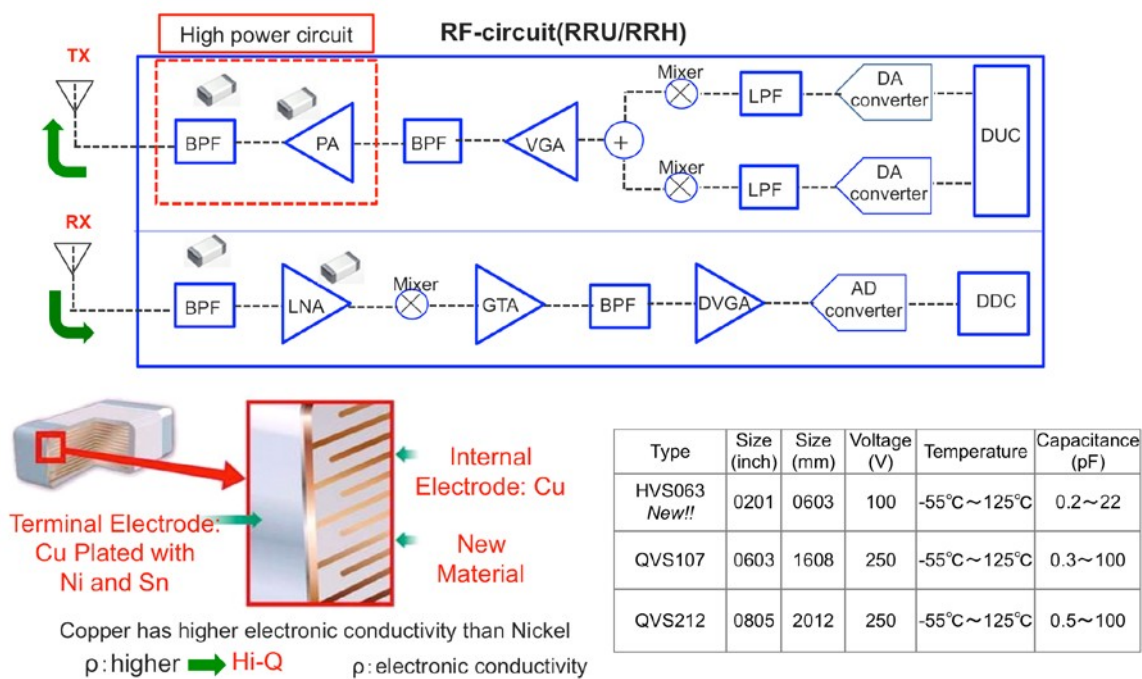 High power circuit
RF-circuit(RRU/RRH)
TX
BPF
PA
BPF
VGA
+
Mixer
LPF
DA
converter
Mixer
LPF
DA
converter
DUC
RX
BPF
LNA
Mixer
GTA
BPF
DVGA
AD
converter
DDC
Internal
Electrode: Cu
Terminal Electrode:
Cu Plated with
Ni and Sn
New
Material
Copper has higher electronic conductivity than Nickel
ρ:higher Hi-Q ρ:electronic conductivity
Type Size (inch) Size (mm) Voltage (V) Temperature Capacitance (pF)
HVS063 New!! 0201 0603 100 -55℃～125℃ 0.2～22
QVS107 0603 1608 250 -55℃～125℃ 0.3～100
QVS212 0805 2012 250 -55℃～125℃ 0.5～100